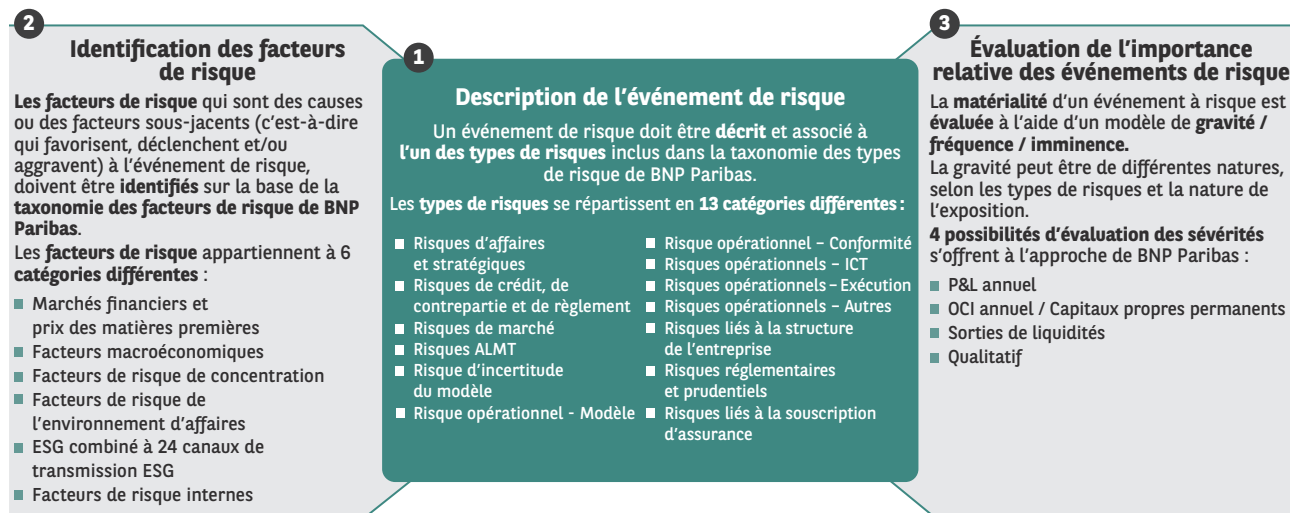 2
Identification des facteurs
de risque
Les facteurs de risque qui sont des causes
ou des facteurs sous-jacents (c'est-à-dire
qui favorisent, déclenchent et/ou
aggravent) à l'événement de risque,
doivent être identifiés sur la base de la
taxonomie des facteurs de risque de BNP
Paribas.
Les facteurs de risque appartiennent à 6
catégories différentes :
■ Marchés financiers et
prix des matières premières
■ Facteurs macroéconomiques
■ Facteurs de risque de concentration
■ Facteurs de risque de
l'environnement d'affaires
■ ESG combiné à 24 canaux de
transmission ESG
■ Facteurs de risque internes
1
Description de l'événement de risque
Un événement de risque doit être décrit et associé à
l'un des types de risques inclus dans la taxonomie des types
de risque de BNP Paribas.
Les types de risques se répartissent en 13 catégories différentes :
■ Risques d'affaires
et stratégiques
■ Risques de crédit, de
contrepartie et de règlement
■ Risques de marché
■ Risques ALMT
■ Risque d'incertitude
du modèle
■ Risque opérationnel - Modèle
■ Risque opérationnel – Conformité
■ Risques opérationnels – ICT
■ Risques opérationnels – Exécution
■ Risques opérationnels – Autres
■ Risques liés à la structure
de l'entreprise
■ Risques réglementaires
et prudentiels
■ Risques liés à la souscription
d'assurance
3
Évaluation de l'importance
relative des événements de risque
La matérialité d'un événement à risque est
évaluée à l'aide d'un modèle de gravité /
fréquence / imminence.
La gravité peut être de différentes natures,
selon les types de risques et la nature de
l'exposition.
4 possibilités d'évaluation des sévérités
s'offrent à l'approche de BNP Paribas :
■ P&L annuel
■ OCI annuel / Capitaux propres permanents
■ Sorties de liquidités
■ Qualitatif